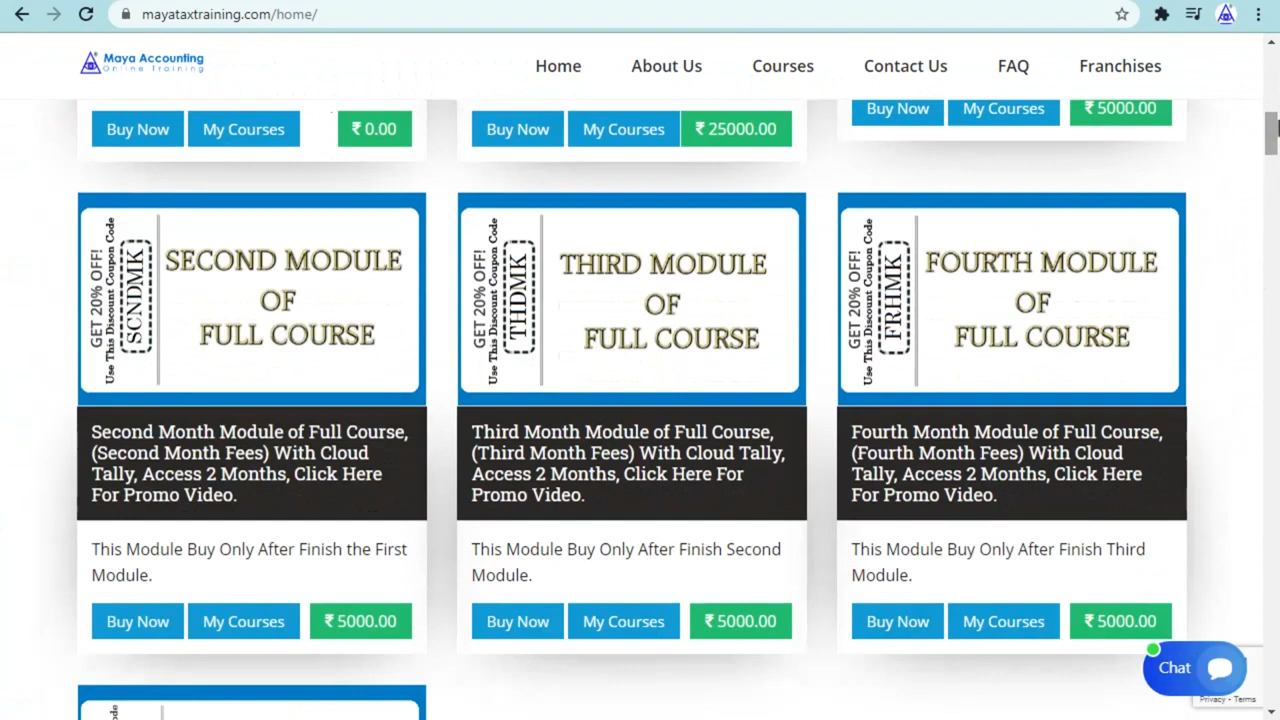 mayataxtraining.com/home/
Maya Accounting
Online Training
Home About Us Courses Contact Us FAQ Franchises
Buy Now My Courses ₹ 0.00
Buy Now My Courses ₹ 25000.00
Buy Now My Courses ₹ 5000.00
GET 20% OFF!
Use This Discount Coupon Code
SCNDMK
SECOND MODULE
OF
FULL COURSE
GET 20% OFF!
Use This Discount Coupon Code
THDMK
THIRD MODULE
OF
FULL COURSE
GET 20% OFF!
Use This Discount Coupon Code
FRHMK
FOURTH MODULE
OF
FULL COURSE
Second Month Module of Full Course,
(Second Month Fees) With Cloud
Tally, Access 2 Months, Click Here
For Promo Video.
This Module Buy Only After Finish the First
Module.
Buy Now My Courses ₹ 5000.00
Third Month Module of Full Course,
(Third Month Fees) With Cloud Tally,
Access 2 Months, Click Here For
Promo Video.
This Module Buy Only After Finish Second
Module.
Buy Now My Courses ₹ 5000.00
Fourth Month Module of Full Course,
(Fourth Month Fees) With Cloud
Tally, Access 2 Months, Click Here
For Promo Video.
This Module Buy Only After Finish Third
Module.
Buy Now My Courses ₹ 5000.00
Chat
Privacy - Terms
ode